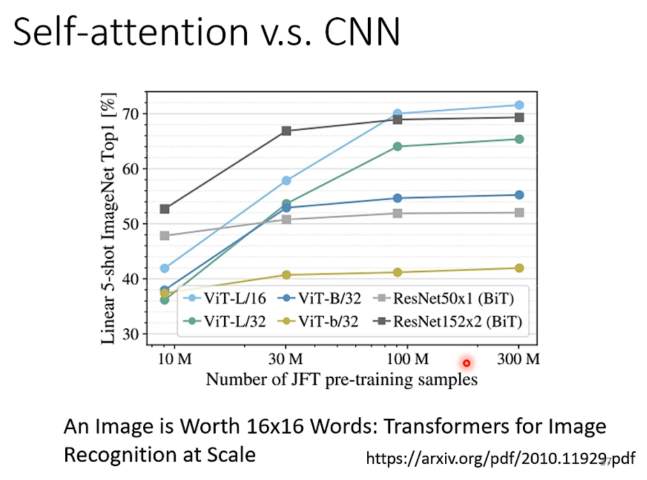 Self-attention v.s. CNN
Linear 5-shot ImageNet Top1 [%]
70
60
50
40
30
ViT-L/16 ViT-B/32 ResNet50x1 (BiT)
ViT-L/32 ViT-b/32 ResNet152x2 (BiT)
10 M 30 M 100 M 300 M
Number of JFT pre-training samples
An Image is Worth 16x16 Words: Transformers for Image
Recognition at Scale
https://arxiv.org/pdf/2010.11929.pdf